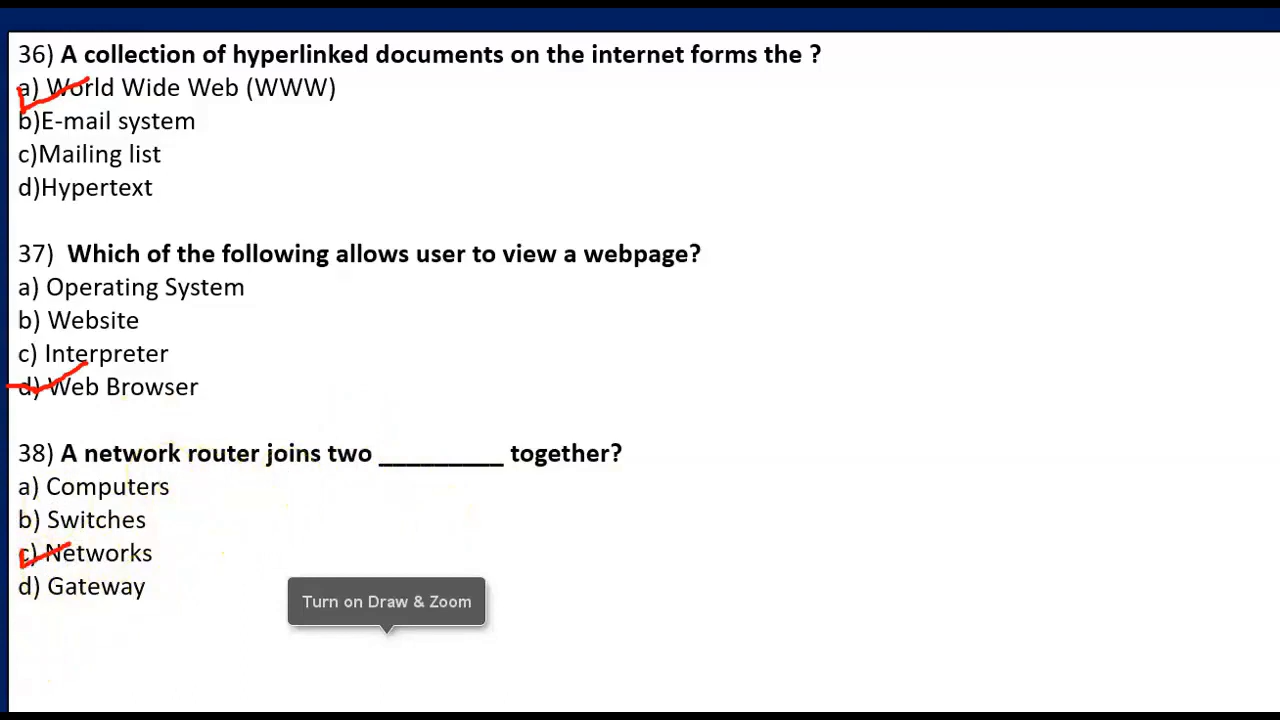 36) A collection of hyperlinked documents on the internet forms the ?
a) World Wide Web (WWW)
b)E-mail system
c)Mailing list
d)Hypertext
37) Which of the following allows user to view a webpage?
a) Operating System
b) Website
c) Interpreter
d) Web Browser
38) A network router joins two _________ together?
a) Computers
b) Switches
c) Networks
d) Gateway
Turn on Draw & Zoom